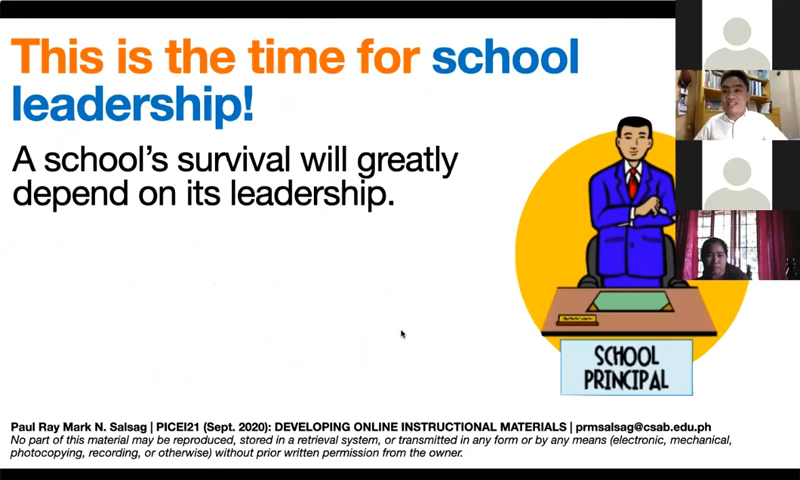 This is the time for school
leadership!
A school's survival will greatly
depend on its leadership.
SCHOOL
PRINCIPAL
Paul Ray Mark N. Salsag | PICEI21 (Sept. 2020): DEVELOPING ONLINE INSTRUCTIONAL MATERIALS | prmsalsag@csab.edu.ph
No part of this material may be reproduced, stored in a retrieval system, or transmitted in any form or by any means (electronic, mechanical,
photocopying, recording, or otherwise) without prior written permission from the owner.